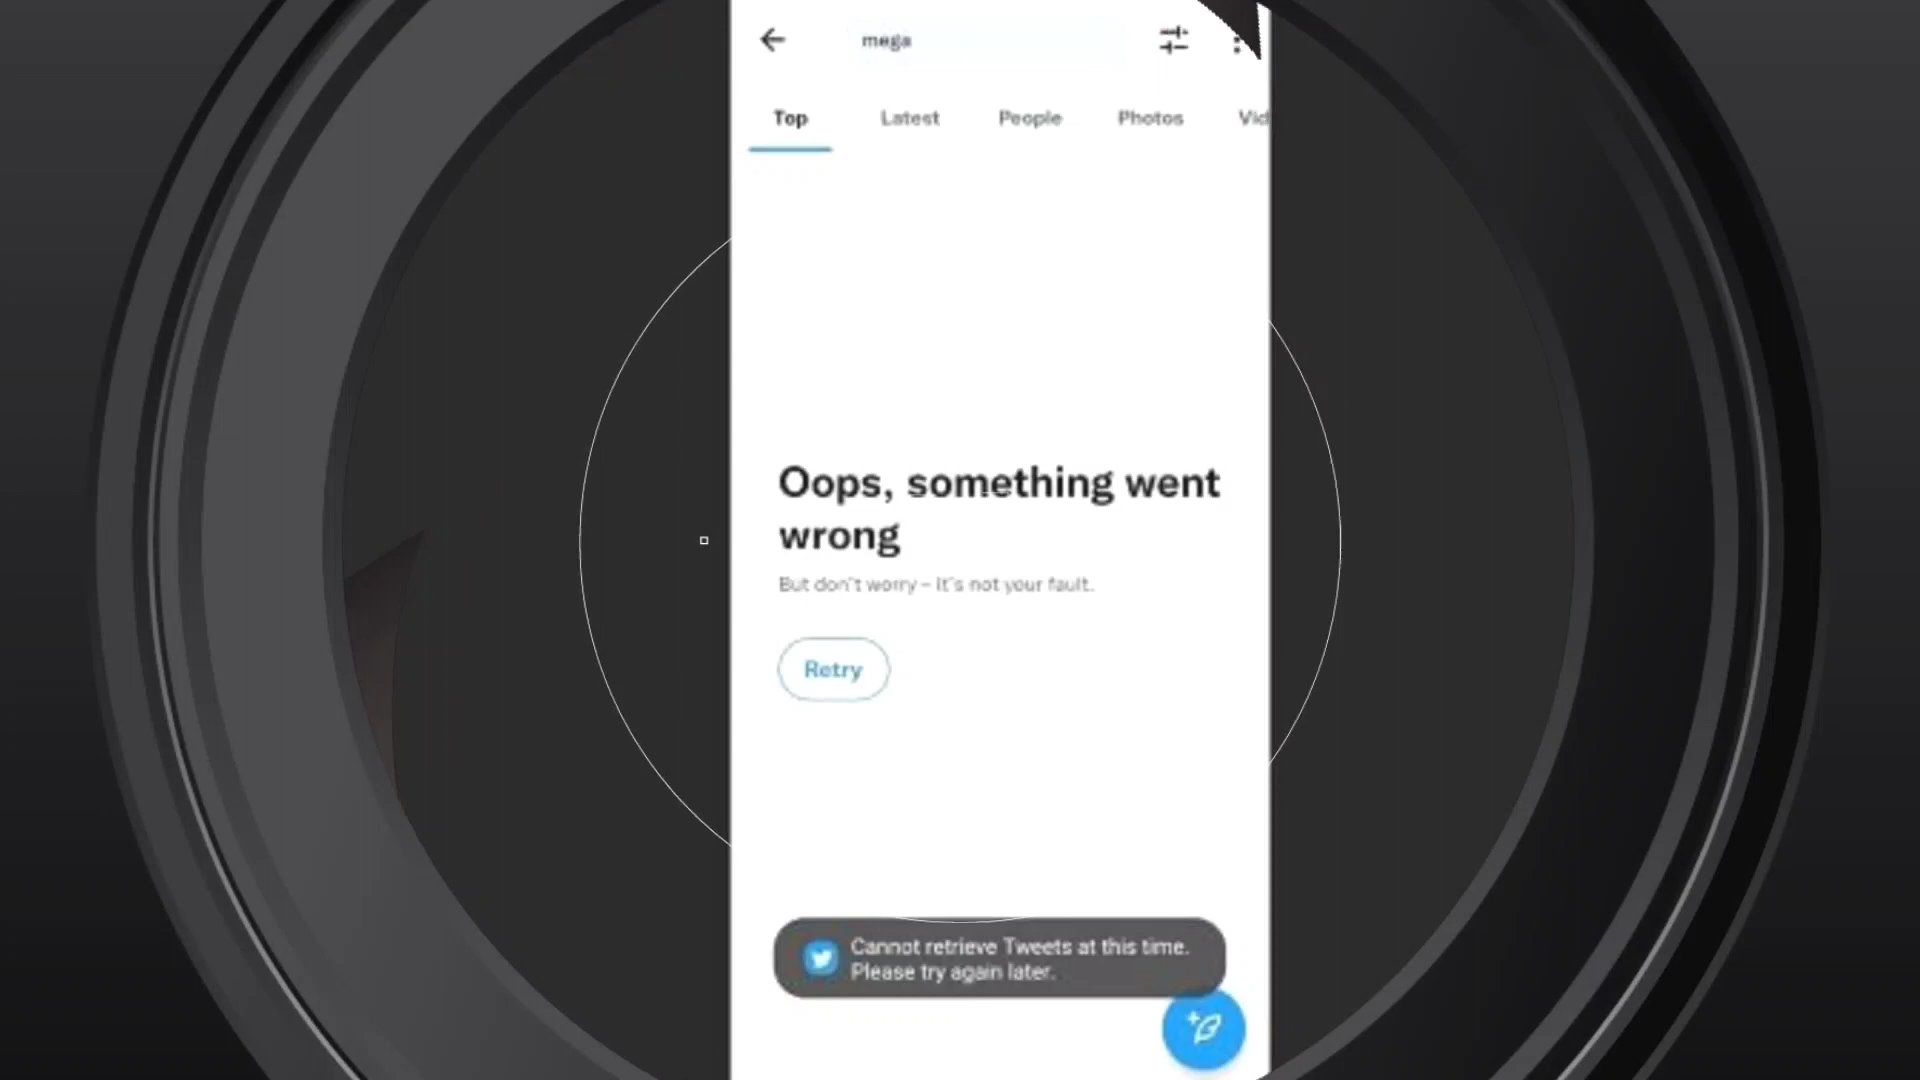 mega
Top Latest People Photos Vid
Oops, something went
wrong
But don't worry – it's not your fault.
Retry
Cannot retrieve Tweets at this time.
Please try again later.